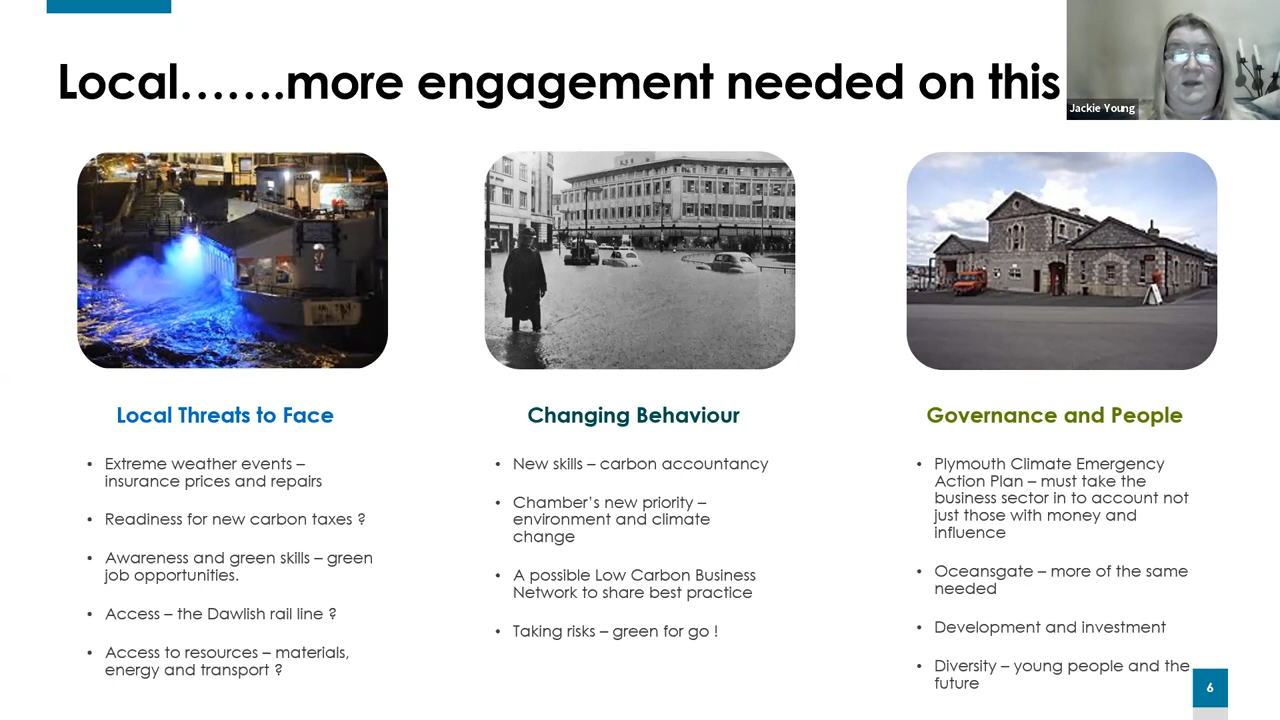 Local…….more engagement needed on this
Jackie Young
Local Threats to Face
• Extreme weather events –
insurance prices and repairs
• Readiness for new carbon taxes ?
• Awareness and green skills – green
job opportunities.
• Access – the Dawlish rail line ?
• Access to resources – materials,
energy and transport ?
Changing Behaviour
• New skills – carbon accountancy
• Chamber’s new priority –
environment and climate
change
• A possible Low Carbon Business
Network to share best practice
• Taking risks – green for go !
Governance and People
• Plymouth Climate Emergency
Action Plan – must take the
business sector in to account not
just those with money and
influence
• Oceansgate – more of the same
needed
• Development and investment
• Diversity – young people and the
future
6